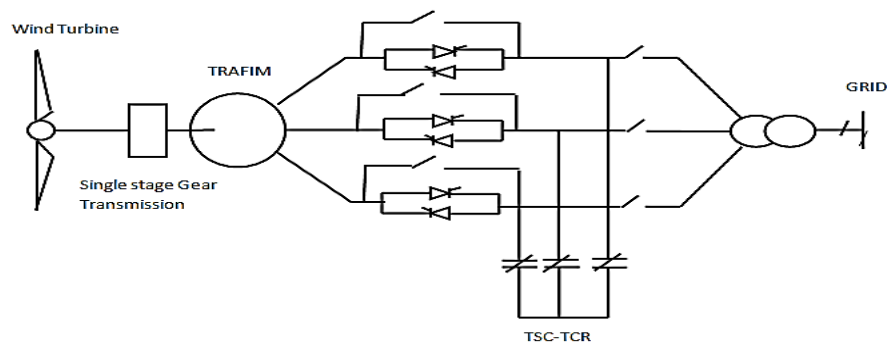 Wind Turbine
TRAFIM
GRID
Single stage Gear
Transmission
TSC-TCR